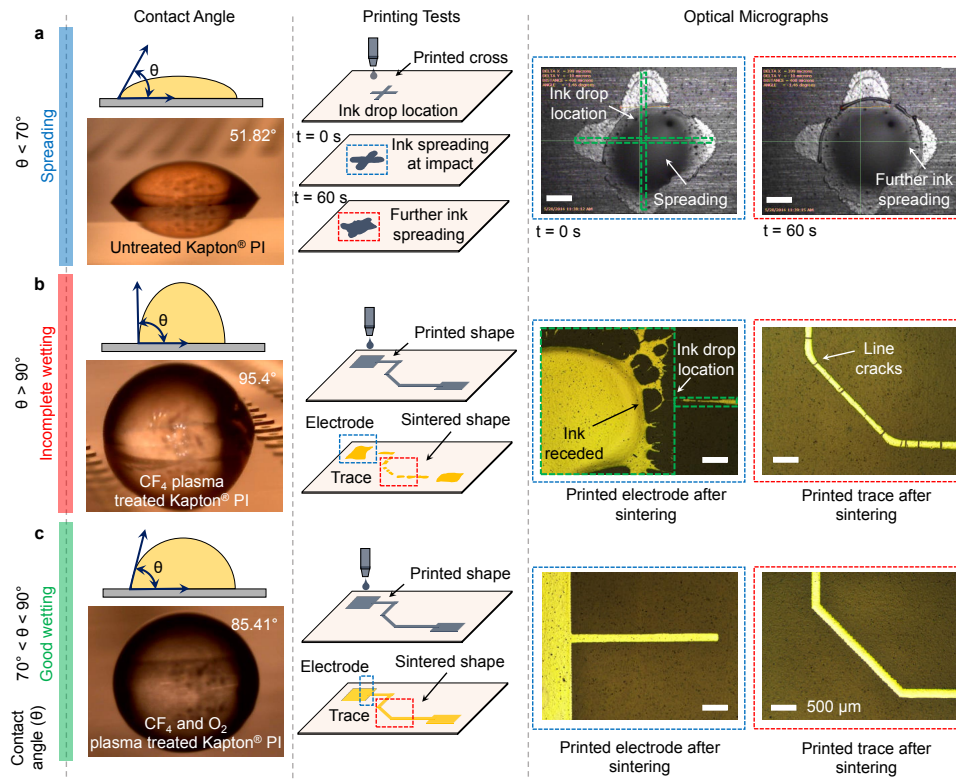 Contact Angle
Printing Tests
Optical Micrographs
a
θ < 70°
Spreading
θ
51.82°
Untreated Kapton® PI
Printed cross
Ink drop location
t = 0 s
Ink spreading
at impact
t = 60 s
Further ink
spreading
Ink drop
location
Spreading
t = 0 s
Further ink
spreading
t = 60 s
b
θ > 90°
Incomplete wetting
θ
95.4°
CF₄ plasma
treated Kapton® PI
Printed shape
Electrode
Sintered shape
Trace
Ink drop
location
Ink
receded
Printed electrode after
sintering
Line
cracks
Printed trace after
sintering
c
70° < θ < 90°
Good wetting
θ
85.41°
CF₄ and O₂
plasma treated Kapton® PI
Contact
angle (θ)
Printed shape
Electrode
Sintered shape
Trace
Printed electrode after
sintering
500 µm
Printed trace after
sintering